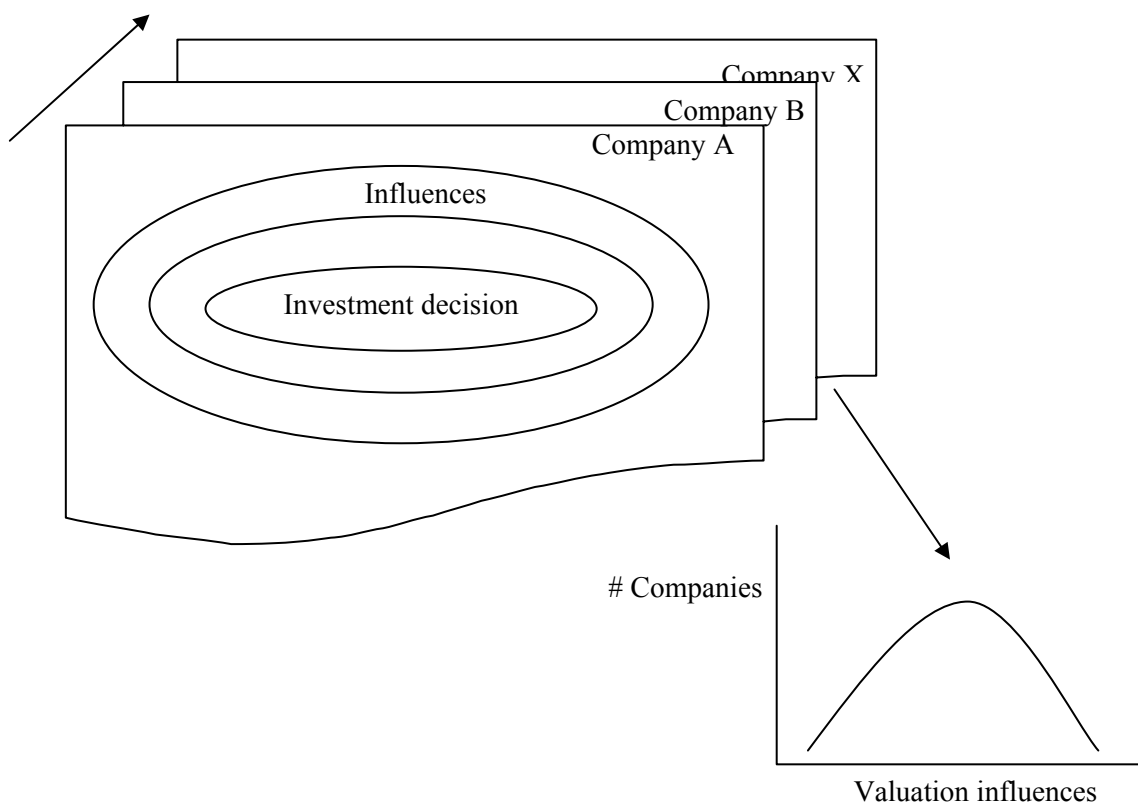 Company X
Company B
Company A
Influences
Investment decision
# Companies
Valuation influences